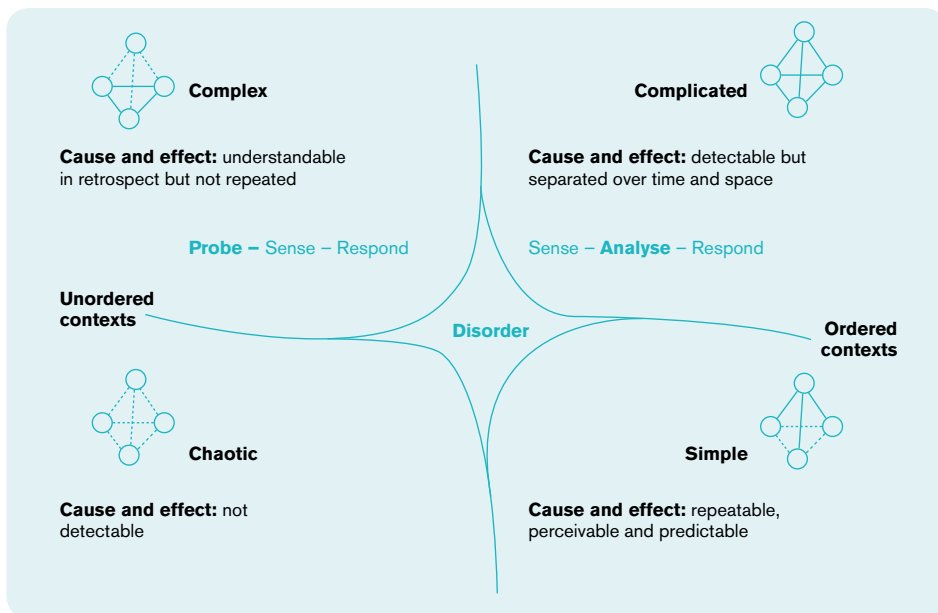 Complex
Cause and effect: understandable
in retrospect but not repeated
Probe – Sense – Respond
Complicated
Cause and effect: detectable but
separated over time and space
Sense – Analyse – Respond
Unordered
contexts
Disorder
Ordered
contexts
Chaotic
Cause and effect: not
detectable
Simple
Cause and effect: repeatable,
perceivable and predictable